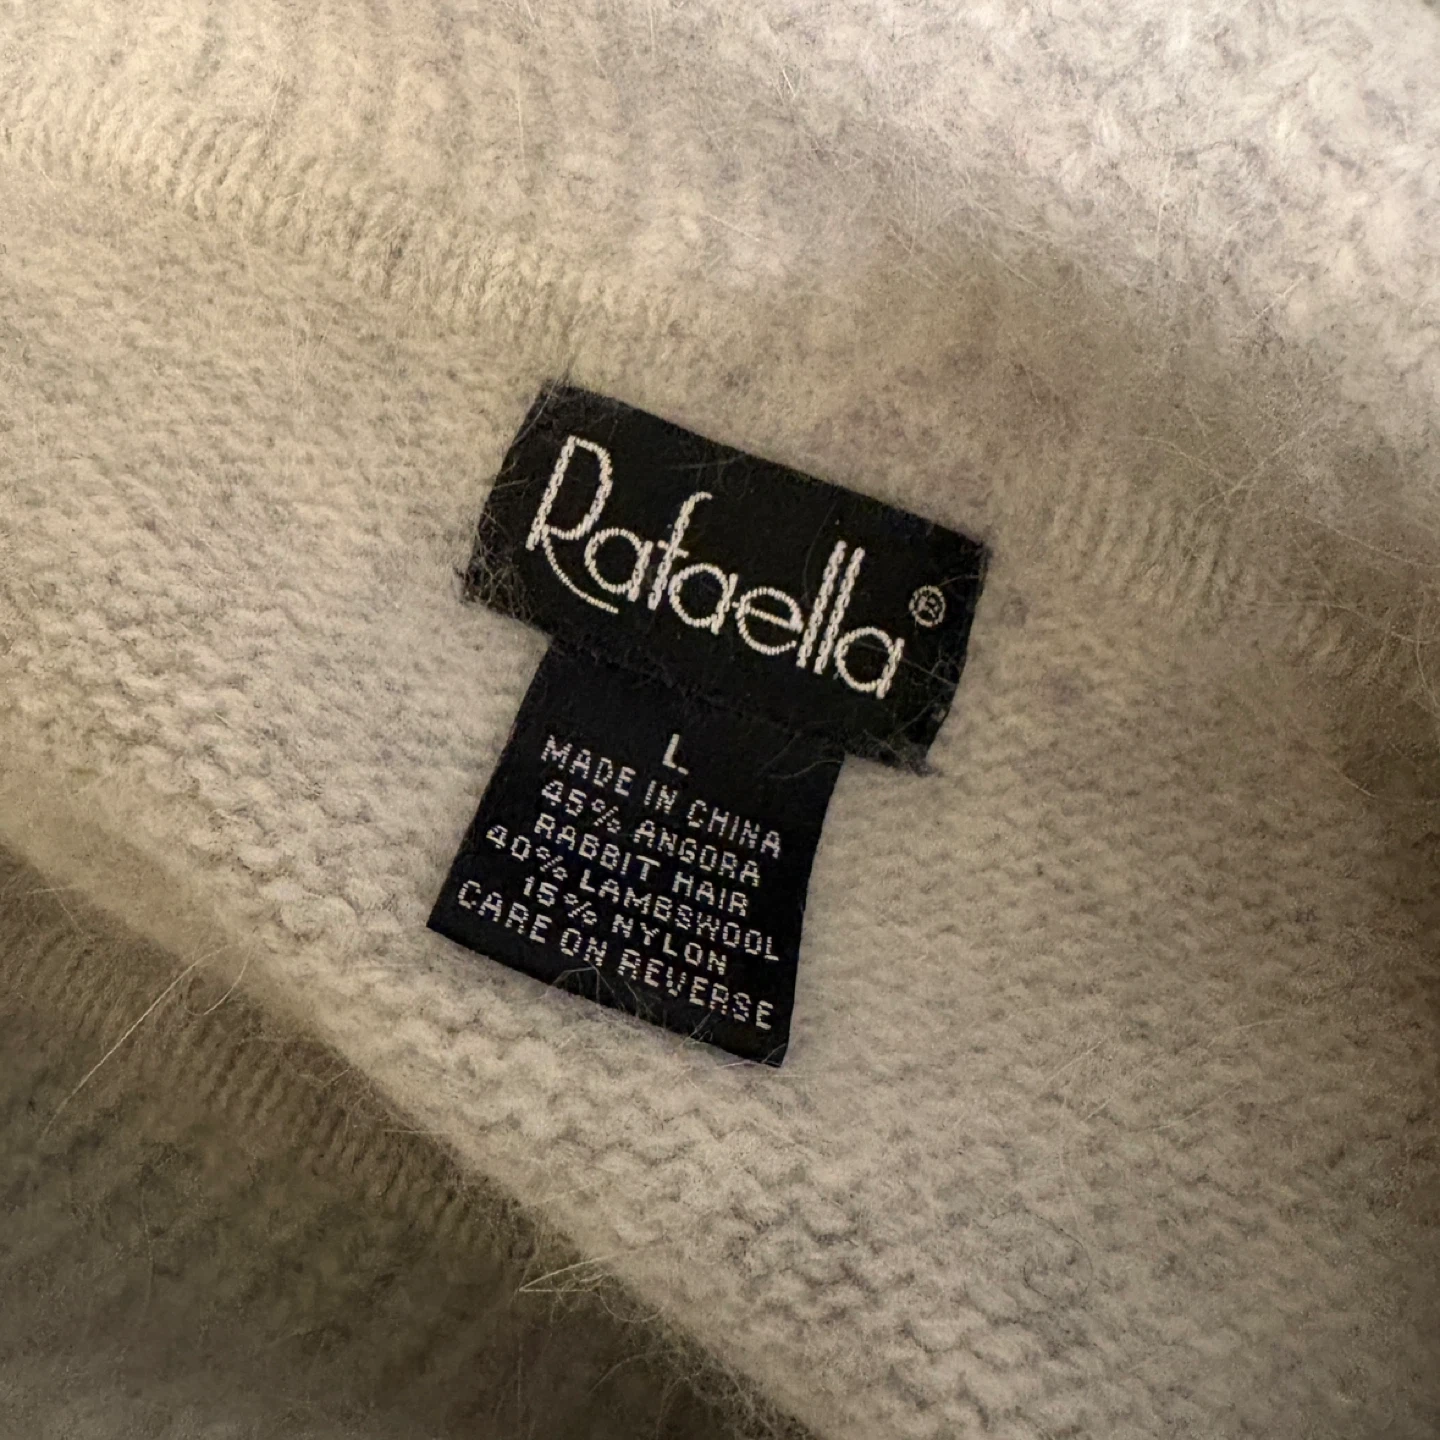 Rafaella®
L
MADE IN CHINA
45% ANGORA
RABBIT HAIR
40% LAMBSWOOL
15% NYLON
CARE ON REVERSE